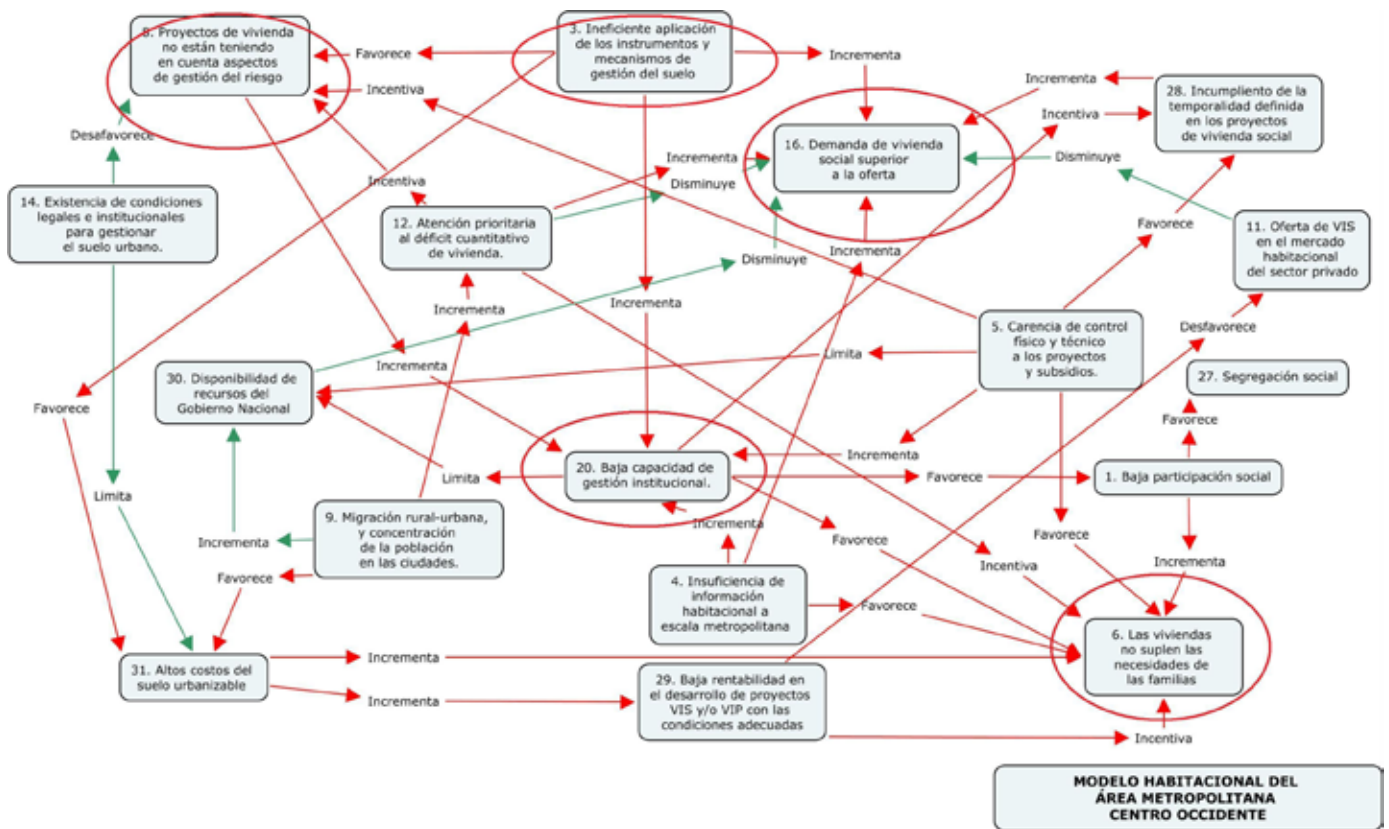 8. Proyectos de vivienda
no están teniendo
en cuenta aspectos
de gestión del riesgo
Favorece
3. Ineficiente aplicación
de los instrumentos y
mecanismos de
gestión del suelo
Incrementa
Incentiva
Incrementa
28. Incumpliento de la
temporalidad definida
en los proyectos
de vivienda social
Incentiva
Desafavorece
16. Demanda de vivienda
social superior
a la oferta
Incrementa
Disminuye
Disminuye
Incentiva
14. Existencia de condiciones
legales e institucionales
para gestionar
el suelo urbano.
12. Atención prioritaria
al déficit cuantitativo
de vivienda.
Favorece
11. Oferta de VIS
en el mercado
habitacional
del sector privado
Disminuye
Incrementa
Incrementa
Incrementa
5. Carencia de control
físico y técnico
a los proyectos
y subsidios.
Desfavorece
Limita
Incrementa
30. Disponibilidad de
recursos del
Gobierno Nacional
27. Segregación social
Favorece
Favorece
Incrementa
20. Baja capacidad de
gestión institucional.
Limita
Favorece
1. Baja participación social
Limita
9. Migración rural-urbana,
y concentración
de la población
en las ciudades.
Incrementa
Incrementa
Favorece
Favorece
Favorece
4. Insuficiencia de
información
habitacional a
escala metropolitana
Incentiva
Incrementa
Favorece
6. Las viviendas
no suplen las
necesidades de
las familias
31. Altos costos del
suelo urbanizable
Incrementa
Incrementa
29. Baja rentabilidad en
el desarrollo de proyectos
VIS y/o VIP con las
condiciones adecuadas
Incentiva
MODELO HABITACIONAL DEL
ÁREA METROPOLITANA
CENTRO OCCIDENTE